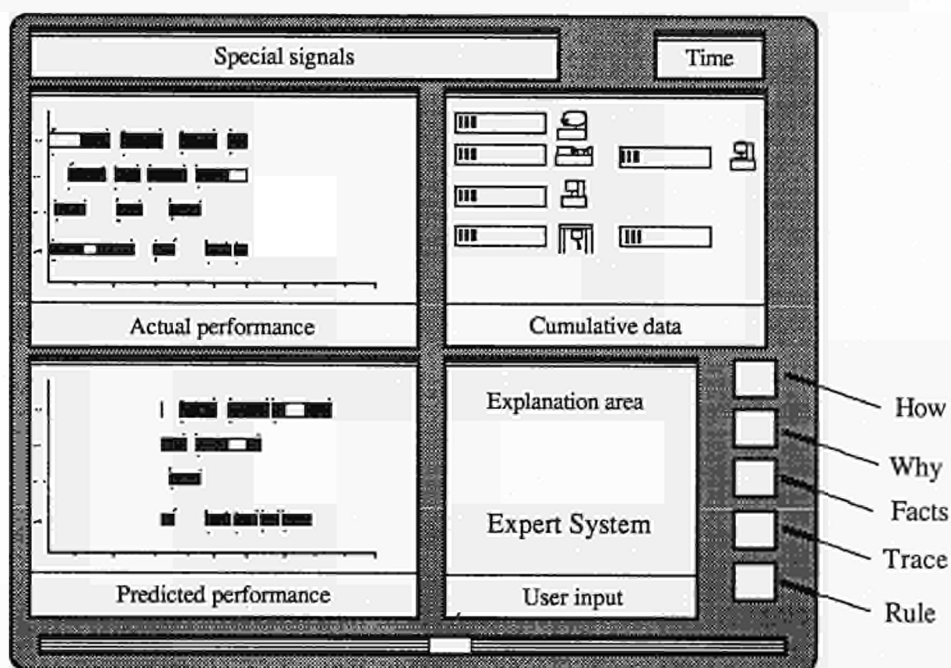 Special signals
Time
Actual performance
Cumulative data
Explanation area
Expert System
Predicted performance
User input
How
Why
Facts
Trace
Rule